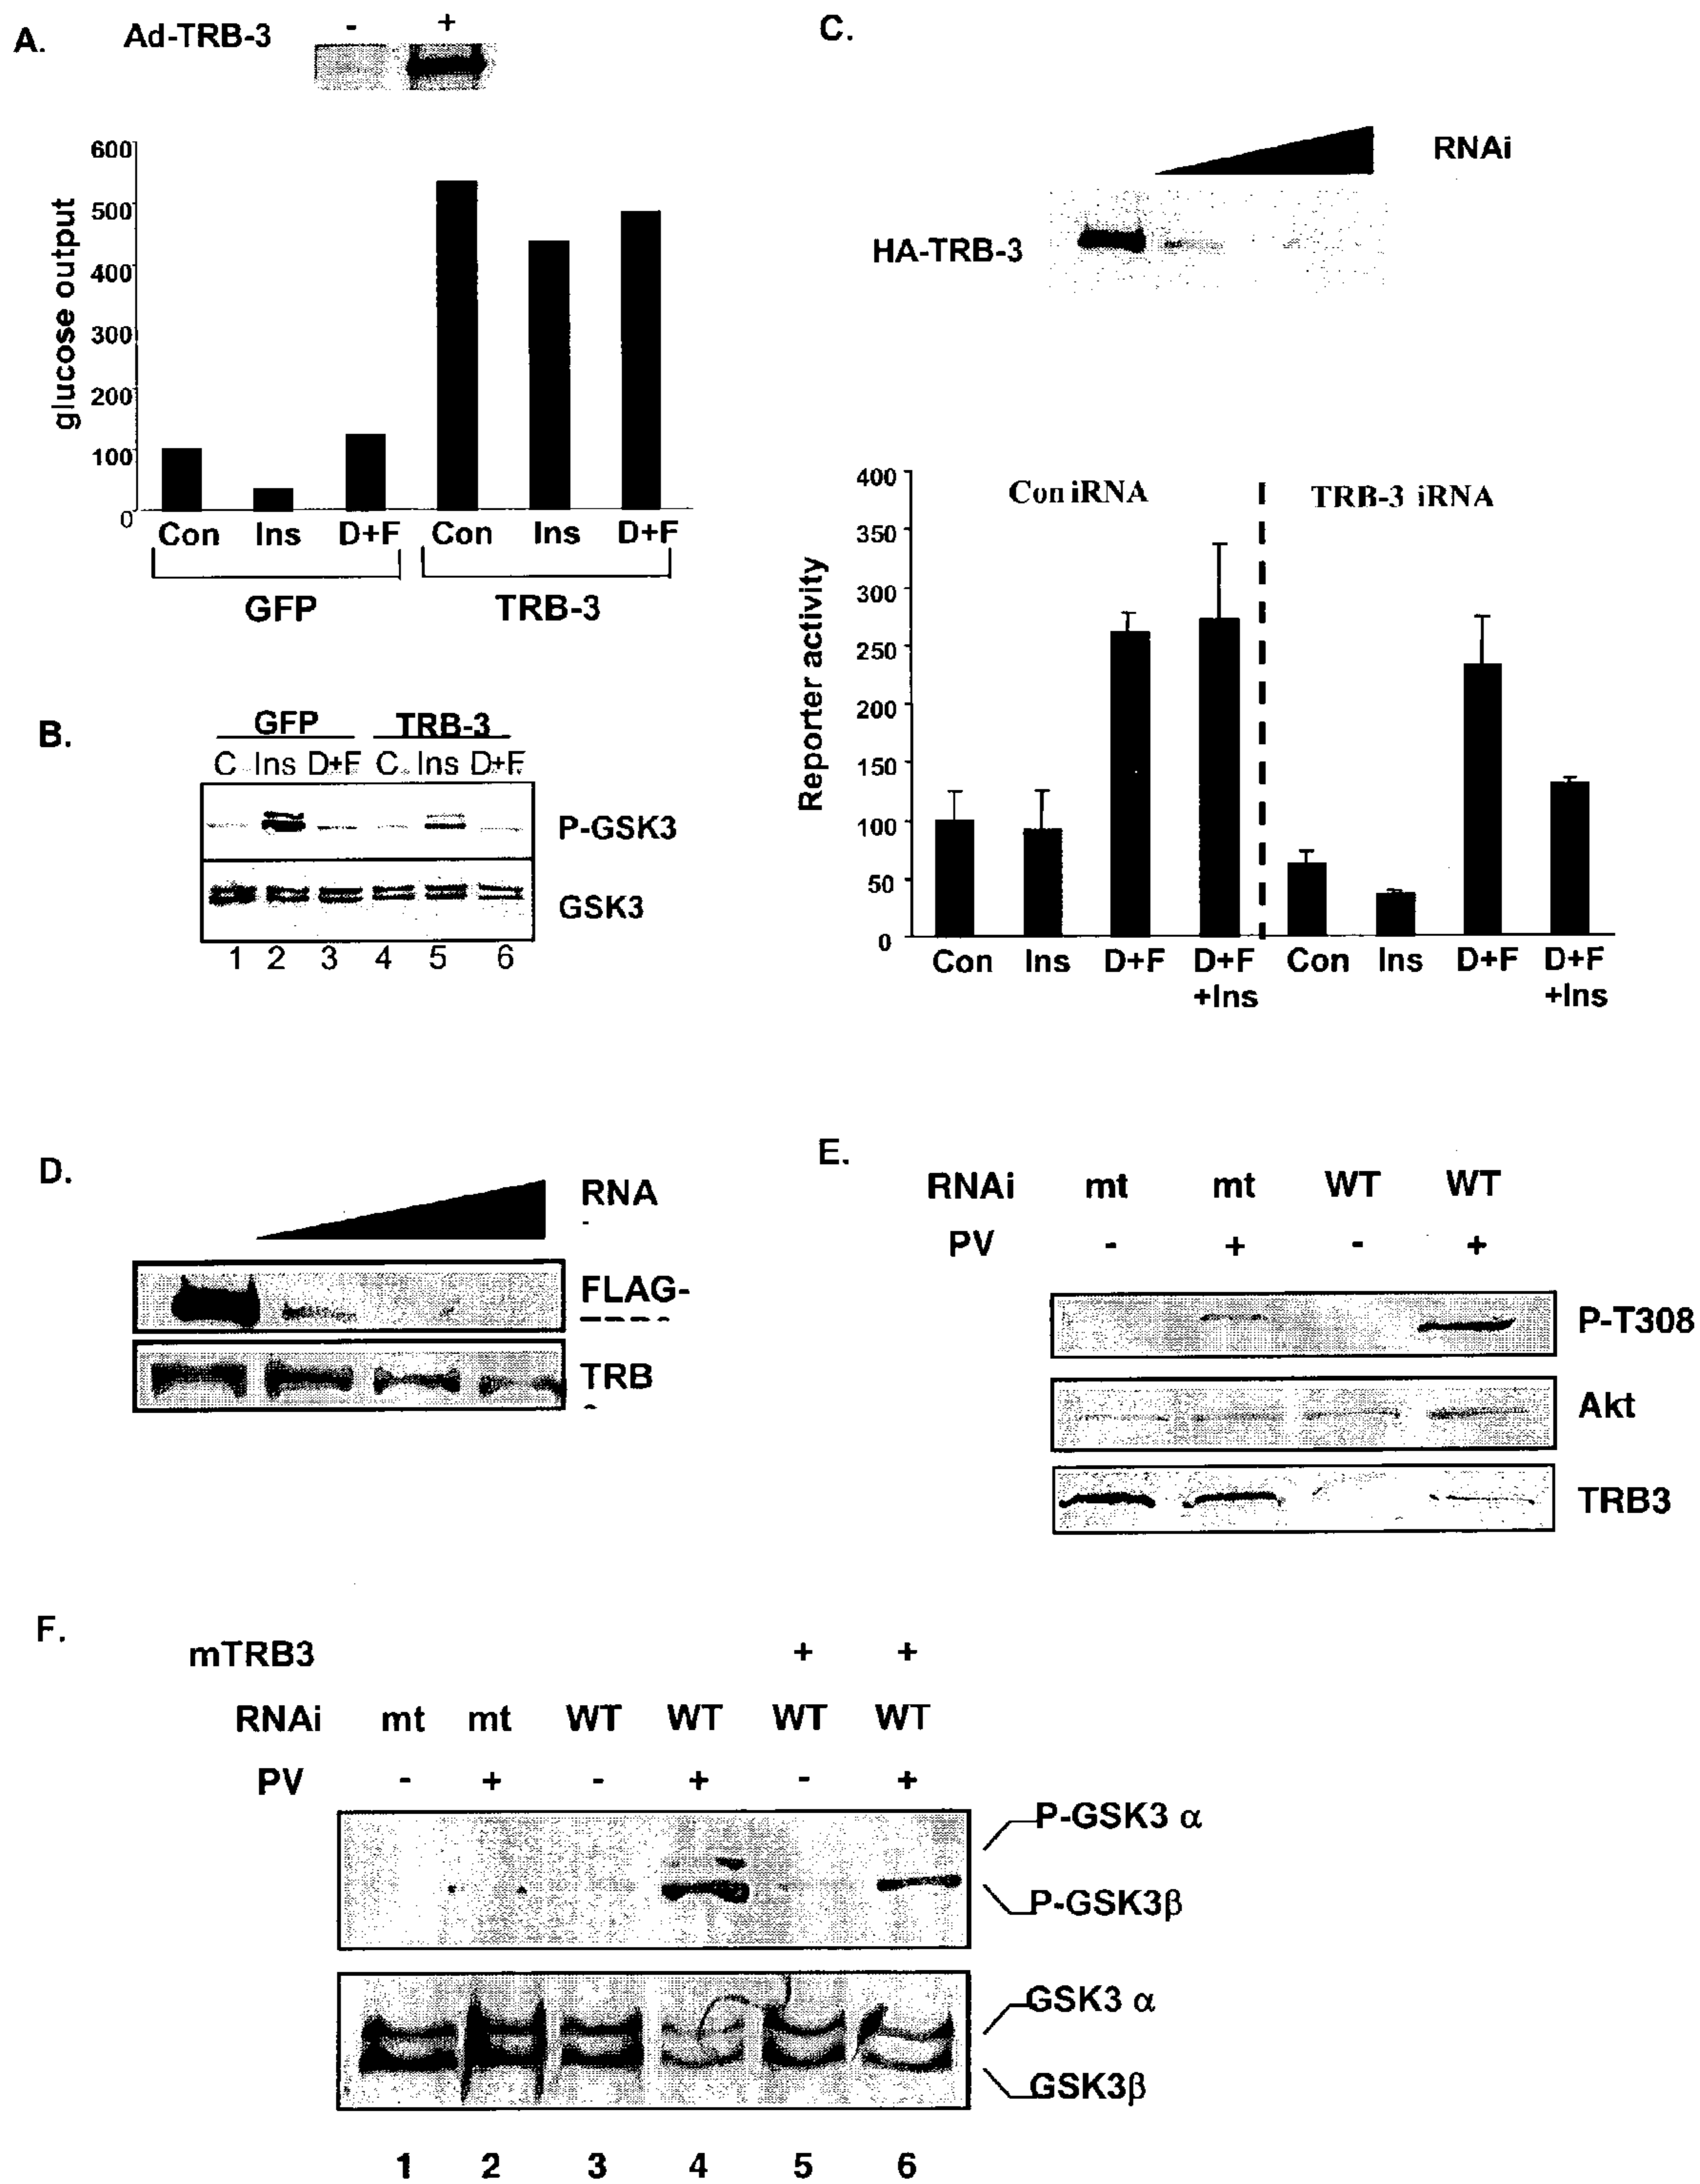 A.
Ad-TRB-3 - +
glucose output
600
500
400
300
200
100
0
Con Ins D+F Con Ins D+F
GFP TRB-3
B.
GFP TRB-3
C Ins D+F C Ins D+F
P-GSK3
GSK3
1 2 3 4 5 6
C.
RNAi
HA-TRB-3
Reporter activity
400
350
300
250
200
150
100
50
0
Con iRNA TRB-3 iRNA
Con Ins D+F D+F Con Ins D+F D+F
+Ins +Ins
D.
RNA
FLAG-
TRB
E.
RNAi mt mt WT WT
PV - + - +
P-T308
Akt
TRB3
F.
mTRB3 + +
RNAi mt mt WT WT WT WT
PV - + - + - +
P-GSK3 α
P-GSK3β
GSK3 α
GSK3β
1 2 3 4 5 6